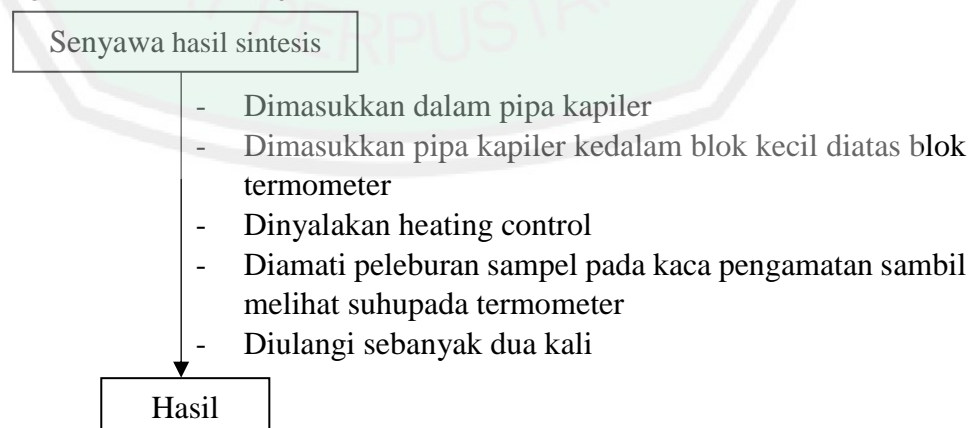 PERPUSTA
Senyawa hasil sintesis
- Dimasukkan dalam pipa kapiler
- Dimasukkan pipa kapiler kedalam blok kecil diatas blok
termometer
- Dinyalakan heating control
- Diamati peleburan sampel pada kaca pengamatan sambil
melihat suhupada termometer
- Diulangi sebanyak dua kali
Hasil